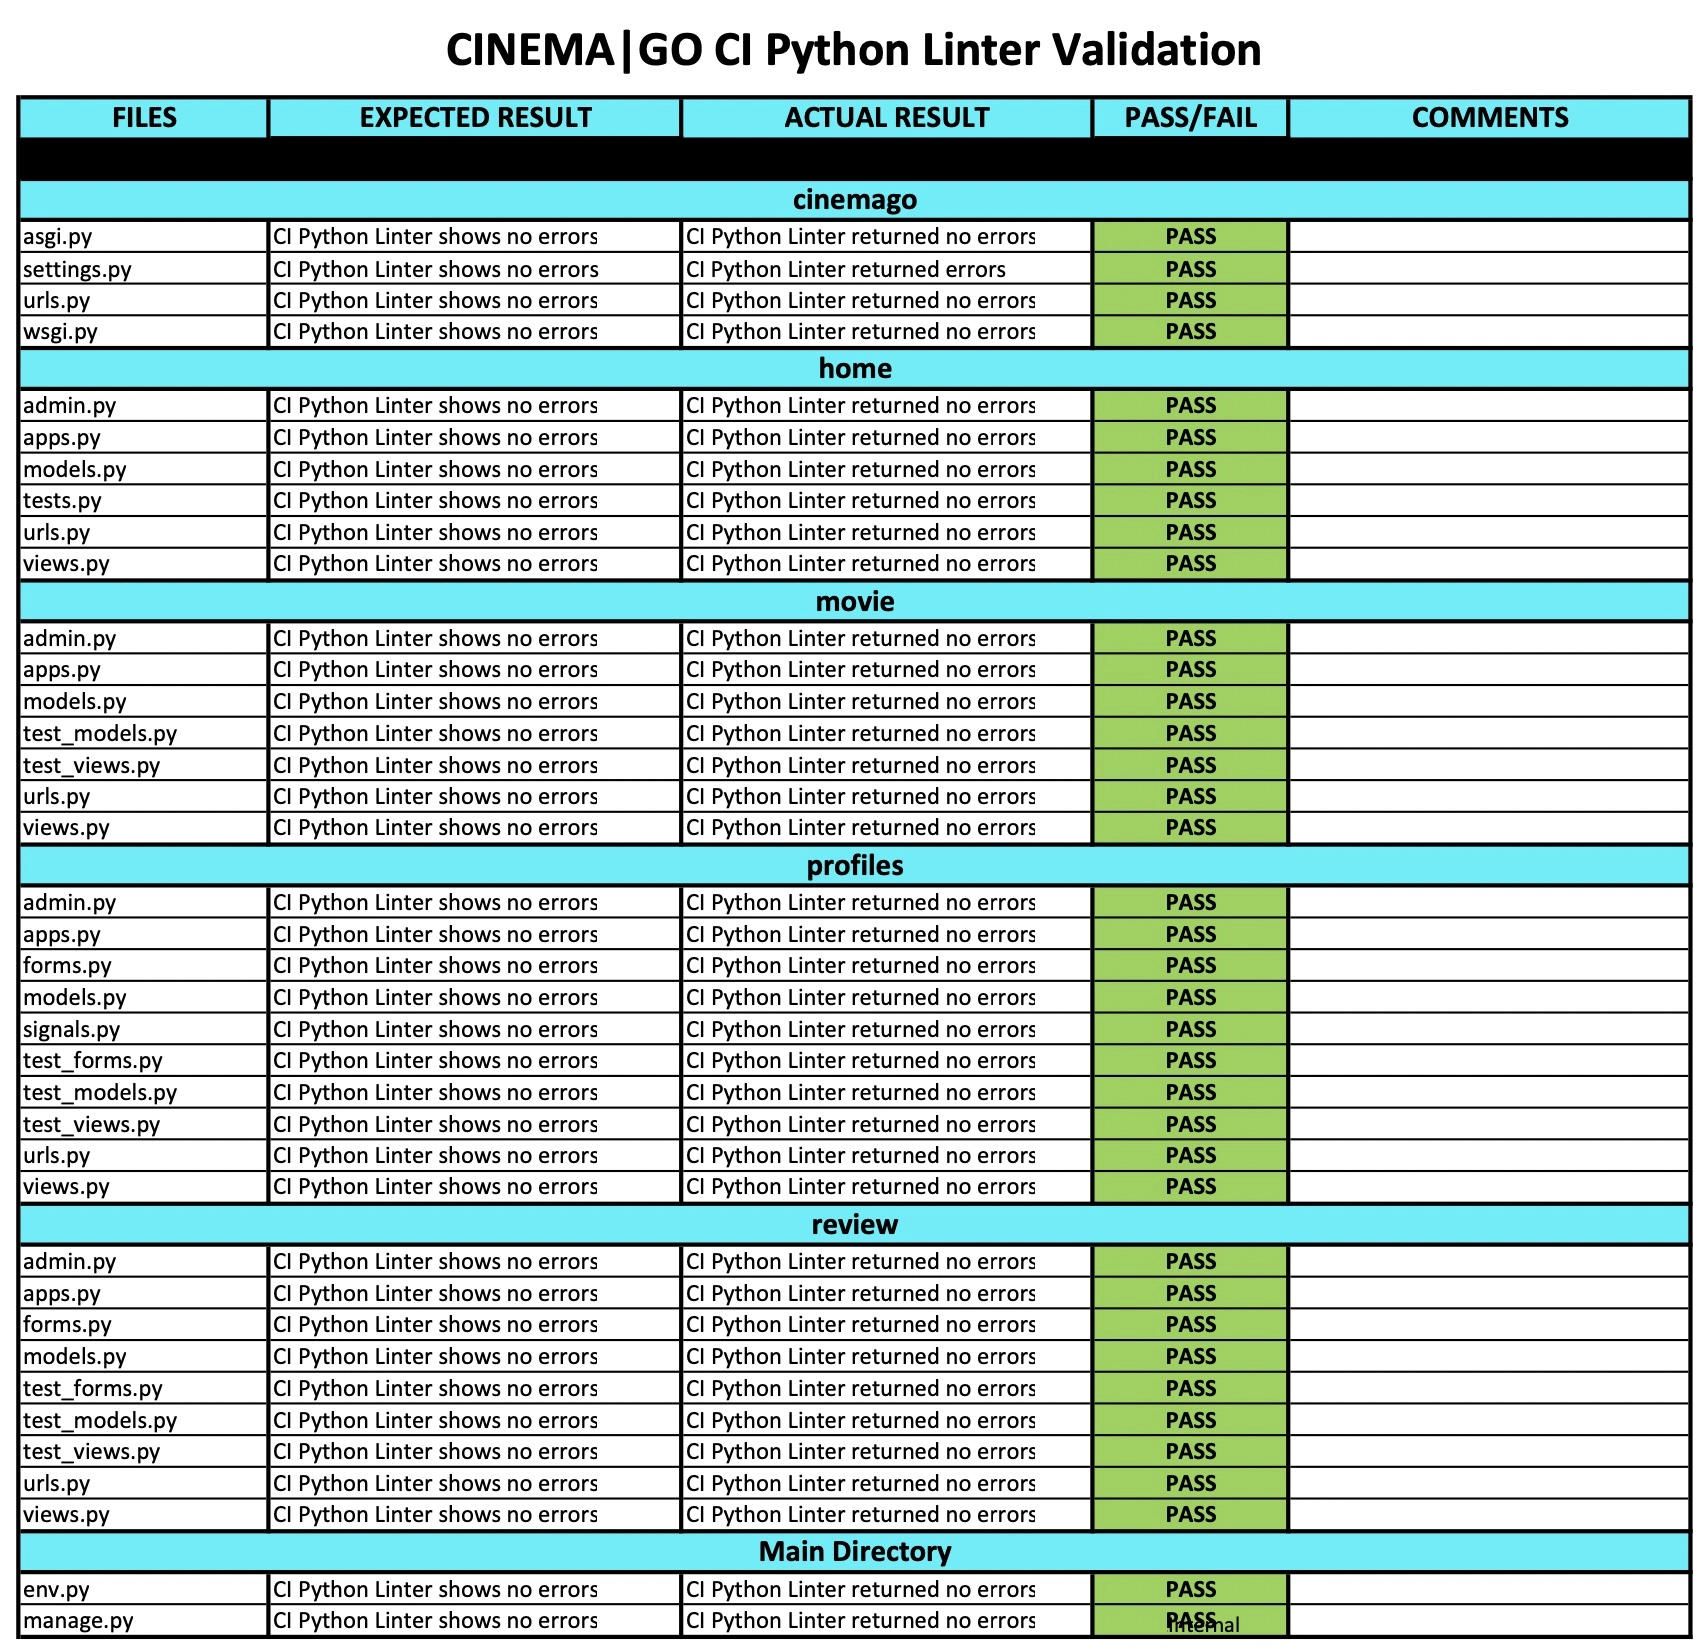 CINEMA|GO CI Python Linter Validation
FILES EXPECTED RESULT ACTUAL RESULT PASS/FAIL COMMENTS
cinemago
asgi.py CI Python Linter shows no errors CI Python Linter returned no errors PASS
settings.py CI Python Linter shows no errors CI Python Linter returned errors PASS
urls.py CI Python Linter shows no errors CI Python Linter returned no errors PASS
wsgi.py CI Python Linter shows no errors CI Python Linter returned no errors PASS
home
admin.py CI Python Linter shows no errors CI Python Linter returned no errors PASS
apps.py CI Python Linter shows no errors CI Python Linter returned no errors PASS
models.py CI Python Linter shows no errors CI Python Linter returned no errors PASS
tests.py CI Python Linter shows no errors CI Python Linter returned no errors PASS
urls.py CI Python Linter shows no errors CI Python Linter returned no errors PASS
views.py CI Python Linter shows no errors CI Python Linter returned no errors PASS
movie
admin.py CI Python Linter shows no errors CI Python Linter returned no errors PASS
apps.py CI Python Linter shows no errors CI Python Linter returned no errors PASS
models.py CI Python Linter shows no errors CI Python Linter returned no errors PASS
test_models.py CI Python Linter shows no errors CI Python Linter returned no errors PASS
test_views.py CI Python Linter shows no errors CI Python Linter returned no errors PASS
urls.py CI Python Linter shows no errors CI Python Linter returned no errors PASS
views.py CI Python Linter shows no errors CI Python Linter returned no errors PASS
profiles
admin.py CI Python Linter shows no errors CI Python Linter returned no errors PASS
apps.py CI Python Linter shows no errors CI Python Linter returned no errors PASS
forms.py CI Python Linter shows no errors CI Python Linter returned no errors PASS
models.py CI Python Linter shows no errors CI Python Linter returned no errors PASS
signals.py CI Python Linter shows no errors CI Python Linter returned no errors PASS
test_forms.py CI Python Linter shows no errors CI Python Linter returned no errors PASS
test_models.py CI Python Linter shows no errors CI Python Linter returned no errors PASS
test_views.py CI Python Linter shows no errors CI Python Linter returned no errors PASS
urls.py CI Python Linter shows no errors CI Python Linter returned no errors PASS
views.py CI Python Linter shows no errors CI Python Linter returned no errors PASS
review
admin.py CI Python Linter shows no errors CI Python Linter returned no errors PASS
apps.py CI Python Linter shows no errors CI Python Linter returned no errors PASS
forms.py CI Python Linter shows no errors CI Python Linter returned no errors PASS
models.py CI Python Linter shows no errors CI Python Linter returned no errors PASS
test_forms.py CI Python Linter shows no errors CI Python Linter returned no errors PASS
test_models.py CI Python Linter shows no errors CI Python Linter returned no errors PASS
test_views.py CI Python Linter shows no errors CI Python Linter returned no errors PASS
urls.py CI Python Linter shows no errors CI Python Linter returned no errors PASS
views.py CI Python Linter shows no errors CI Python Linter returned no errors PASS
Main Directory
env.py CI Python Linter shows no errors CI Python Linter returned no errors PASS
manage.py CI Python Linter shows no errors CI Python Linter returned no errors PASS
Internal